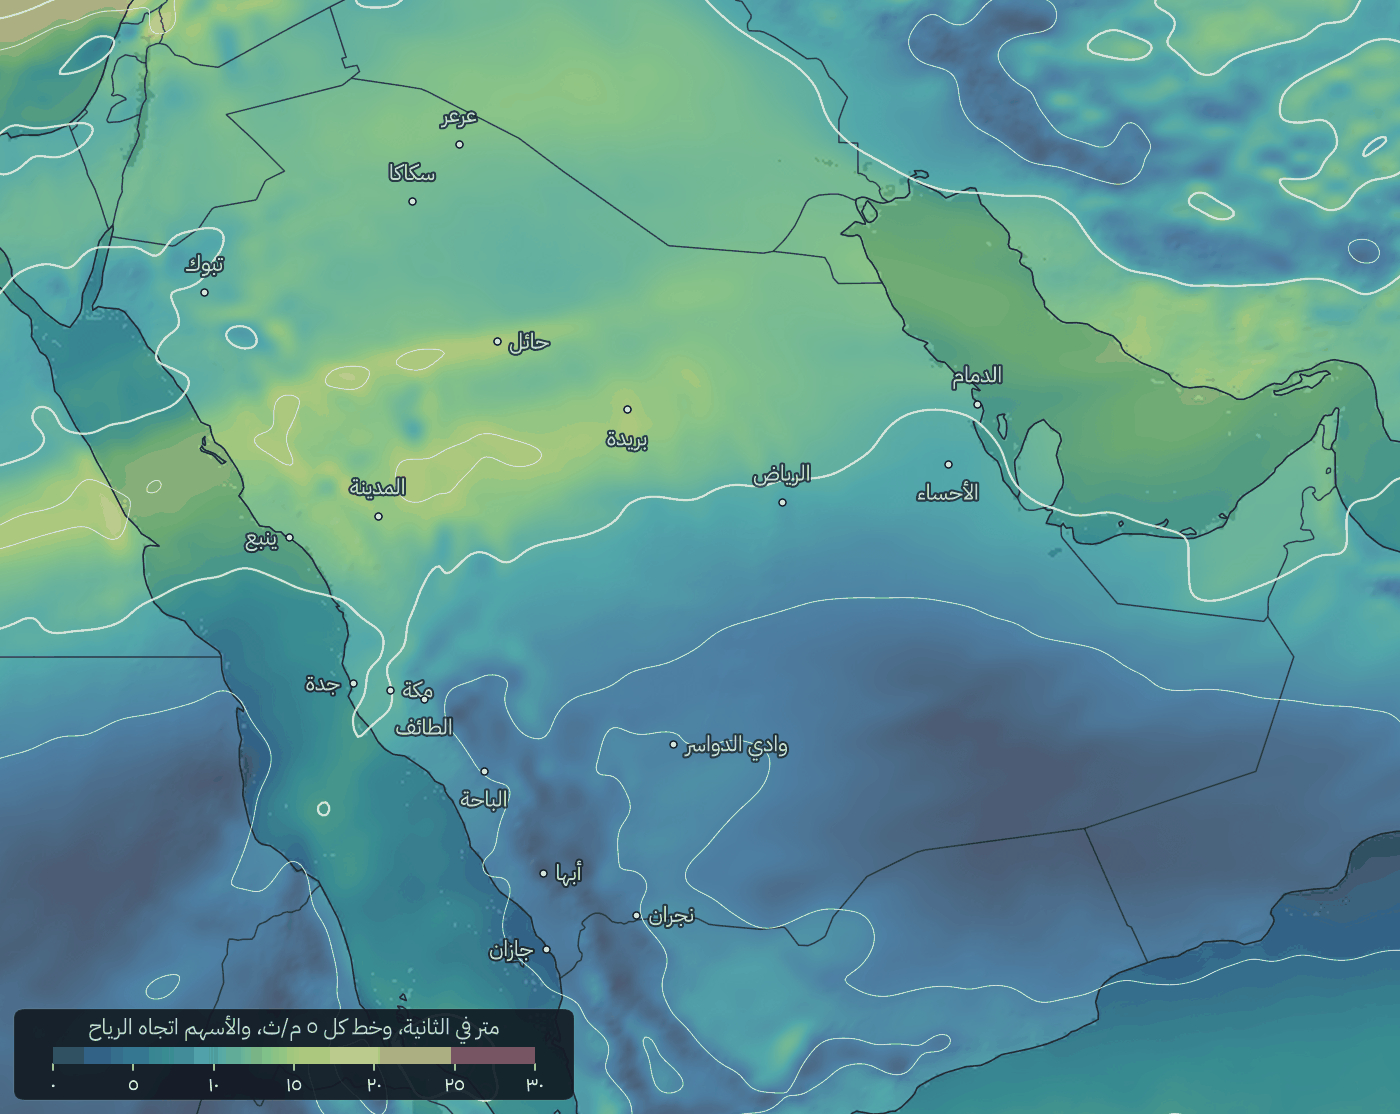 عرعر
سكاكا
تبوك
حائل
الدمام
بريدة
الرياض
الأحساء
المدينة
ينبع
جدة
مكة
الطائف
وادي الدواسر
الباحة
أبها
نجران
جازان
متر في الثانية، وخط كل ٥ م/ث، والأسهم اتجاه الرياح
٠ ٥ ١٠ ١٥ ٢٠ ٢٥ ٣٠